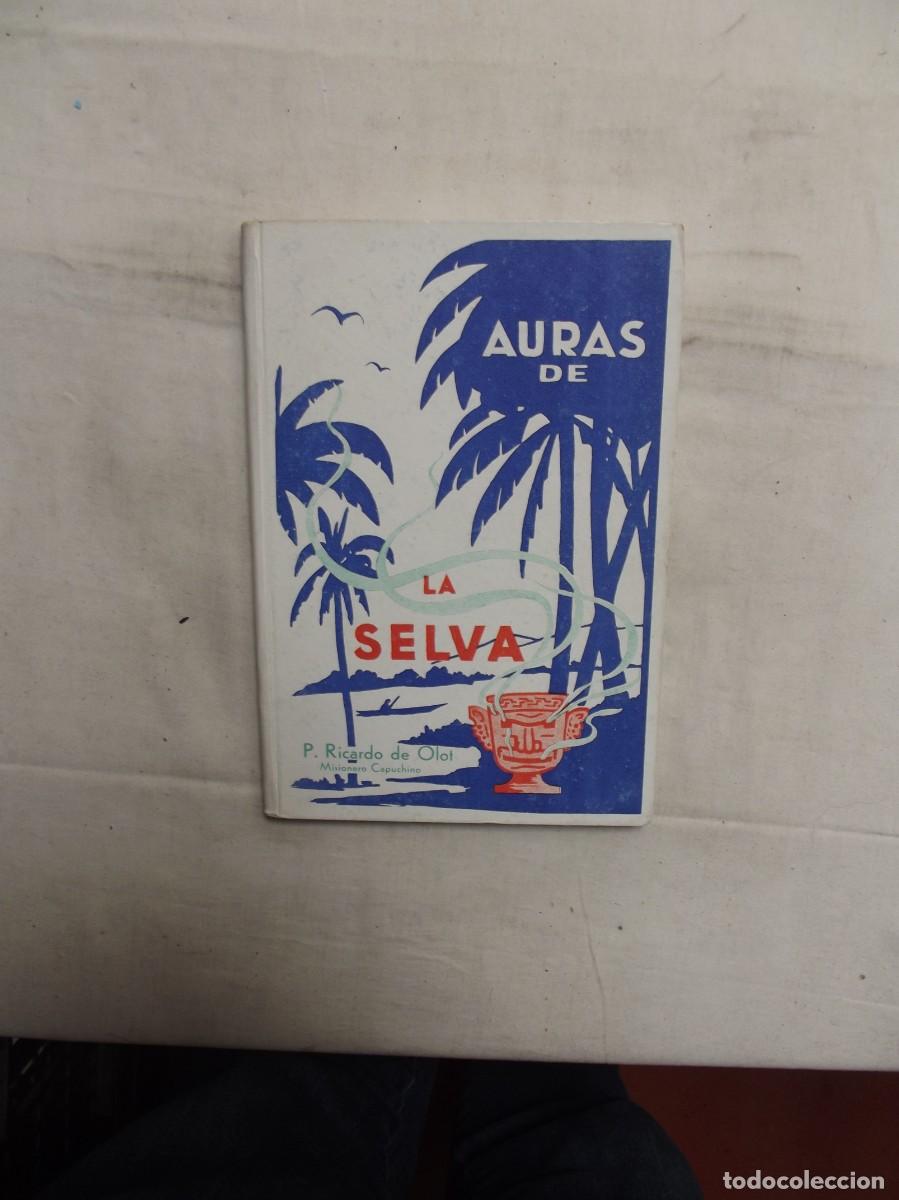 AURAS
DE
LA
SELVA
P. Ricardo de Olot
Misionero Capuchino
todocoleccion